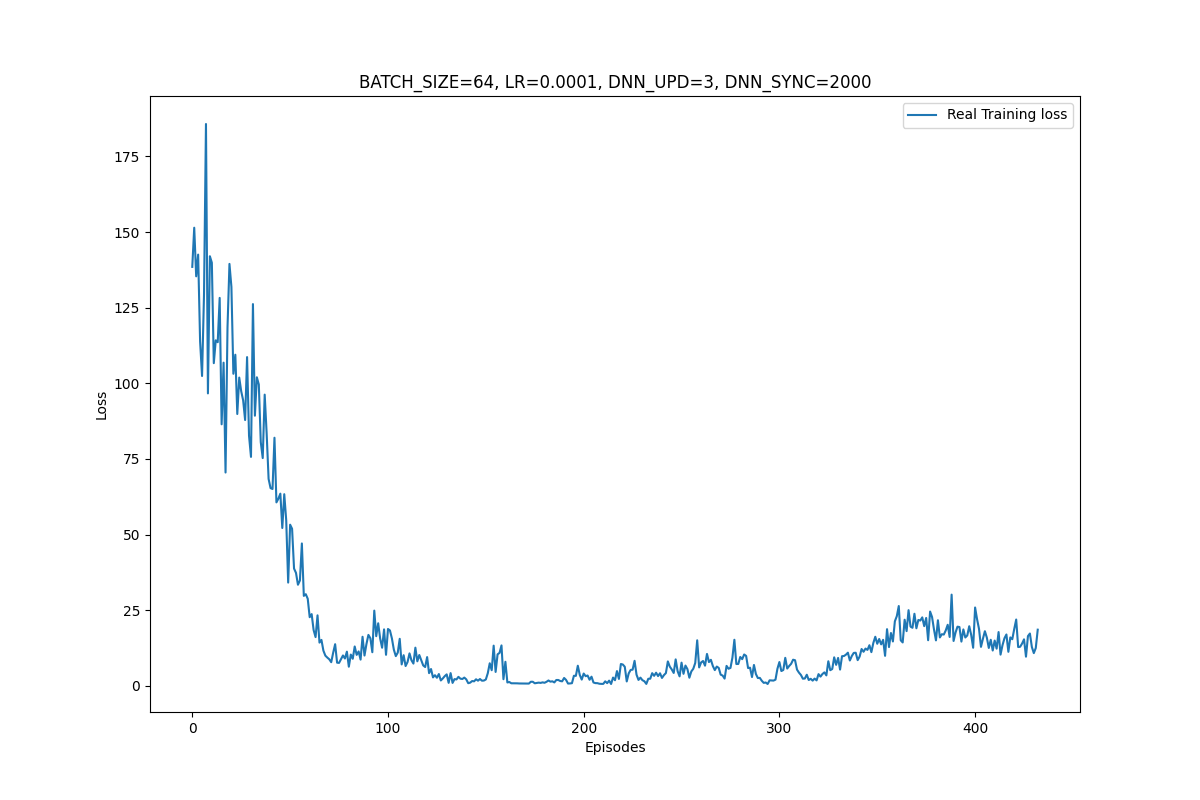 BATCH_SIZE=64, LR=0.0001, DNN_UPD=3, DNN_SYNC=2000
Real Training loss
175
150
125
100
75
50
25
0
Loss
0 100 200 300 400
Episodes